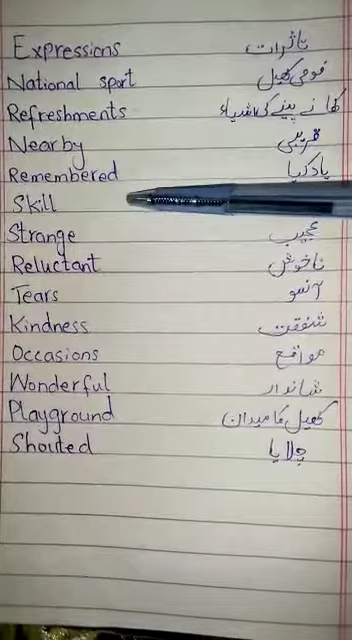 Expressions تاثرات
National sport قومی کھیل
Refreshments کھانے پینے کی اشیاء
Nearby قریبی
Remembered یاد کیا
Skill
Strange عجیب
Reluctant ناخوش
Tears آنسو
Kindness شفقت
Occasions مواقع
Wonderful شاندار
Playground کھیل کا میدان
Shouted چلایا